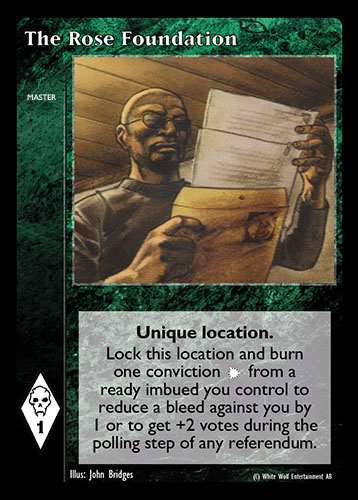 The Rose Foundation
MASTER
Unique location.
Lock this location and burn
one conviction from a
ready imbued you control to
reduce a bleed against you by
1 or to get +2 votes during the
polling step of any referendum.
1
Illus: John Bridges
(C) White Wolf Entertainment AB